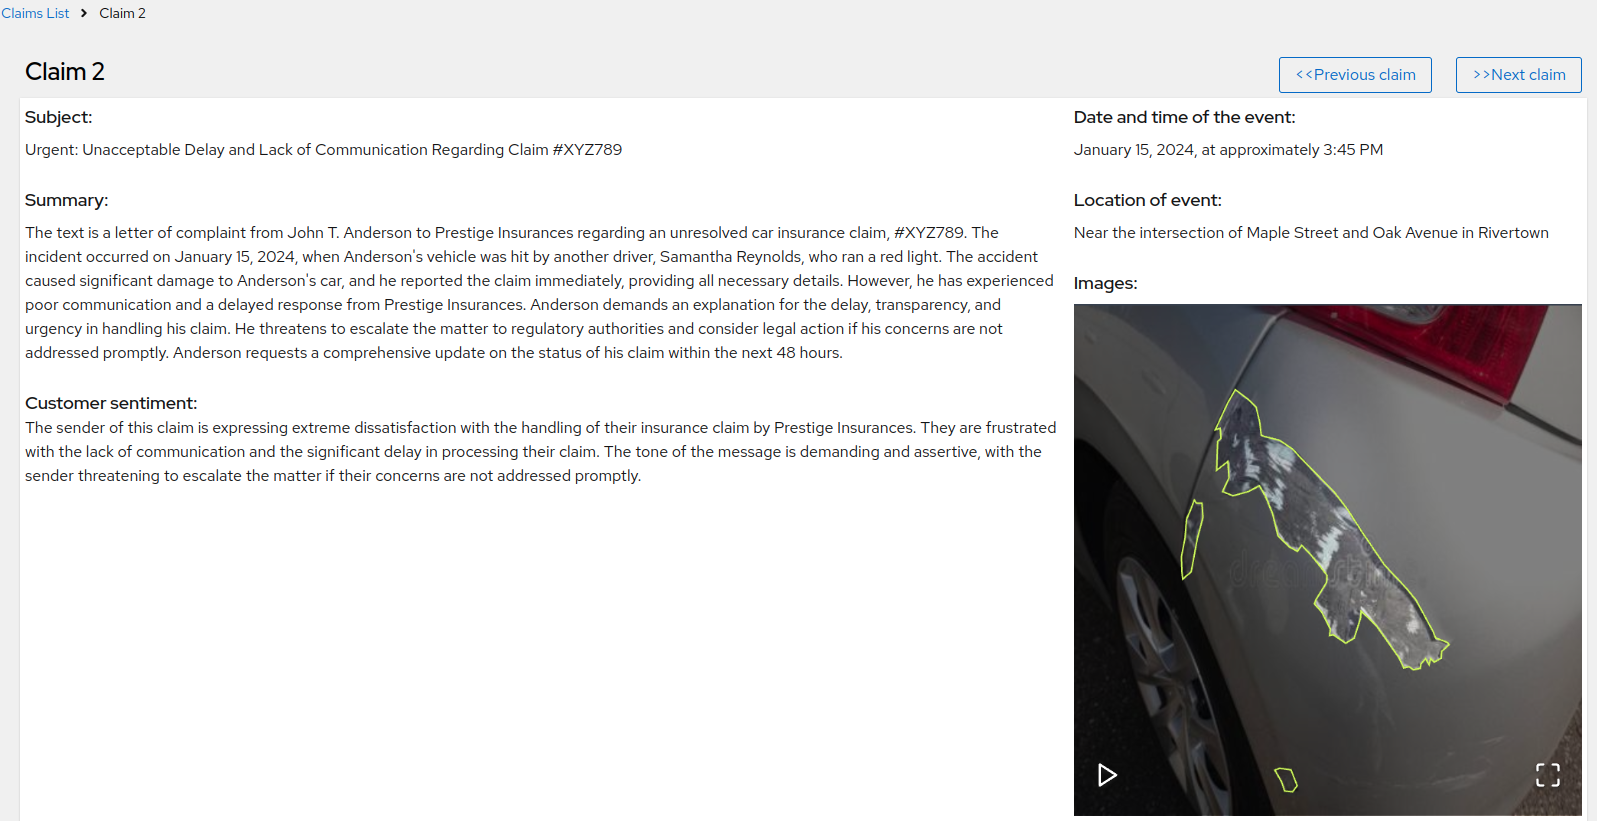 Claims List > Claim 2
Claim 2
<<Previous claim
>>Next claim
Subject:
Urgent: Unacceptable Delay and Lack of Communication Regarding Claim #XYZ789
Summary:
The text is a letter of complaint from John T. Anderson to Prestige Insurances regarding an unresolved car insurance claim, #XYZ789. The
incident occurred on January 15, 2024, when Anderson's vehicle was hit by another driver, Samantha Reynolds, who ran a red light. The accident
caused significant damage to Anderson's car, and he reported the claim immediately, providing all necessary details. However, he has experienced
poor communication and a delayed response from Prestige Insurances. Anderson demands an explanation for the delay, transparency, and
urgency in handling his claim. He threatens to escalate the matter to regulatory authorities and consider legal action if his concerns are not
addressed promptly. Anderson requests a comprehensive update on the status of his claim within the next 48 hours.
Customer sentiment:
The sender of this claim is expressing extreme dissatisfaction with the handling of their insurance claim by Prestige Insurances. They are frustrated
with the lack of communication and the significant delay in processing their claim. The tone of the message is demanding and assertive, with the
sender threatening to escalate the matter if their concerns are not addressed promptly.
Date and time of the event:
January 15, 2024, at approximately 3:45 PM
Location of event:
Near the intersection of Maple Street and Oak Avenue in Rivertown
Images: